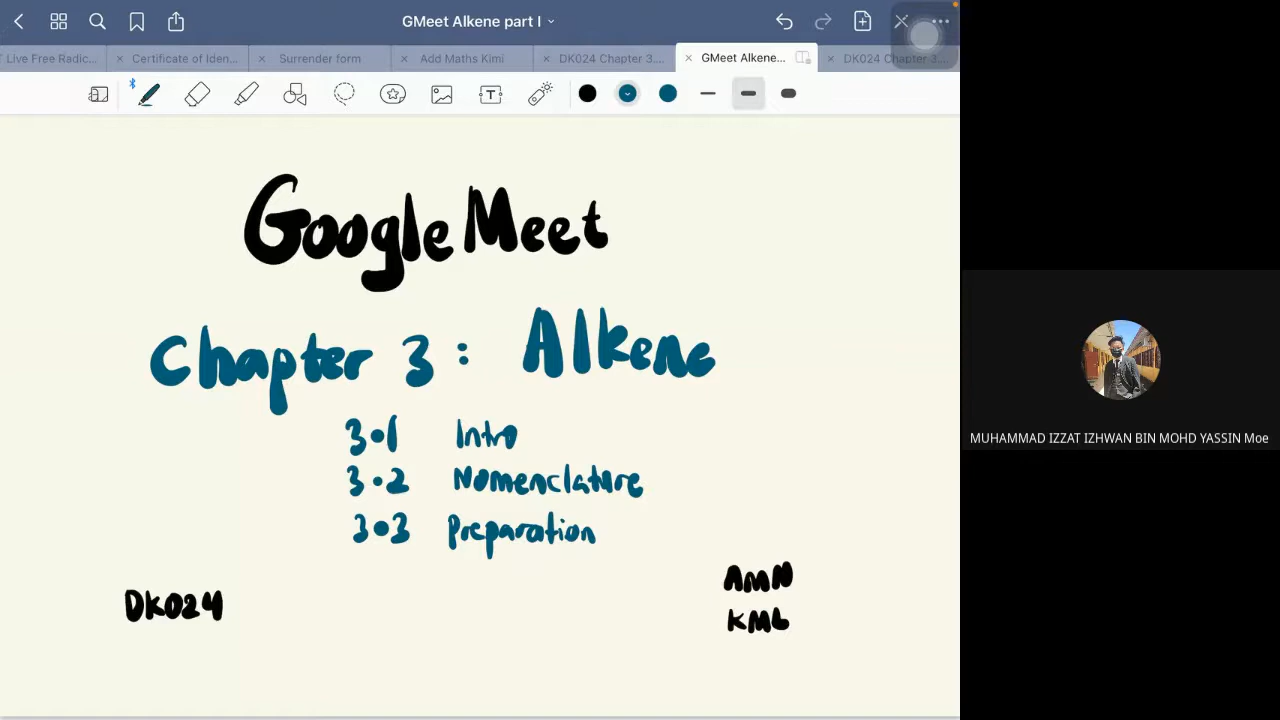 GMeet Alkene part I
Live Free Radic...
Certificate of Iden...
Surrender form
Add Maths Kimi
DK024 Chapter 3....
GMeet Alkene...
DK024 Chapter 3....
T
Google Meet
Chapter 3 : Alkene
3.1 Intro
3.2 Nomenclature
3.3 Preparation
DK024
AMN
KML
MUHAMMAD IZZAT IZHWAN BIN MOHD YASSIN Moe